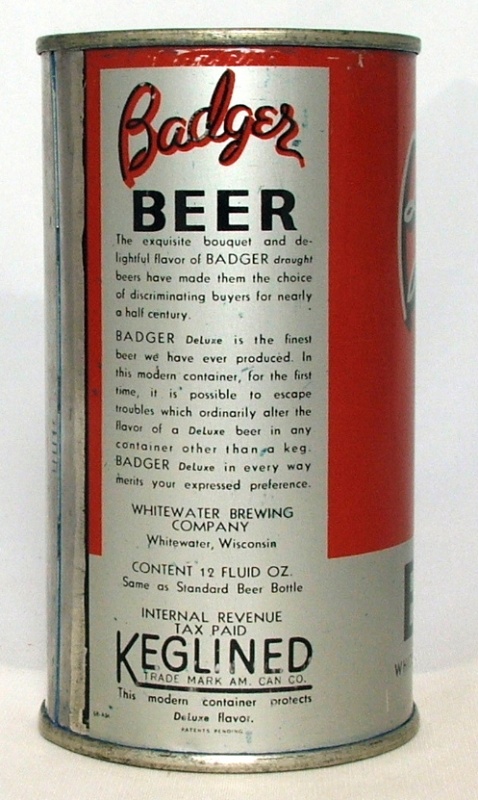 Badger
BEER
The exquisite bouquet and de-
lightful flavor of BADGER draught
beers have made them the choice
of discriminating buyers for nearly
a half century.
BADGER DeLuxe is the finest
beer we have ever produced. In
this modern container, for the first
time, it is possible to escape
troubles which ordinarily alter the
flavor of a DeLuxe beer in any
container other than a keg.
BADGER DeLuxe in every way
merits your expressed preference.
WHITEWATER BREWING
COMPANY
Whitewater, Wisconsin
CONTENT 12 FLUID OZ.
Same as Standard Beer Bottle
INTERNAL REVENUE
TAX PAID
KEGLINED
TRADE MARK AM. CAN CO.
This modern container protects
DeLuxe flavor.
PATENTS PENDING